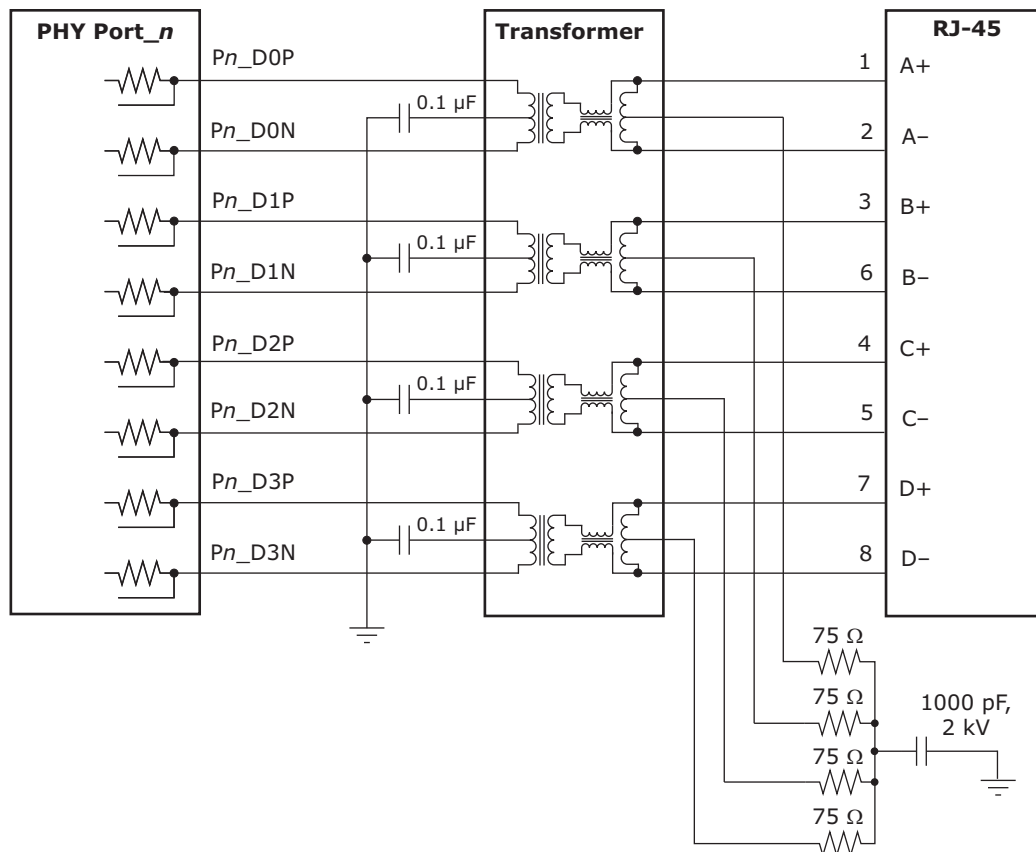 PHY Port_n
Transformer
RJ-45
Pn_D0P
1 A+
0.1 µF
Pn_D0N
2 A–
Pn_D1P
3 B+
0.1 µF
Pn_D1N
6 B–
Pn_D2P
4 C+
0.1 µF
Pn_D2N
5 C–
Pn_D3P
7 D+
0.1 µF
Pn_D3N
8 D–
75 Ω
75 Ω
1000 pF,
2 kV
75 Ω
75 Ω